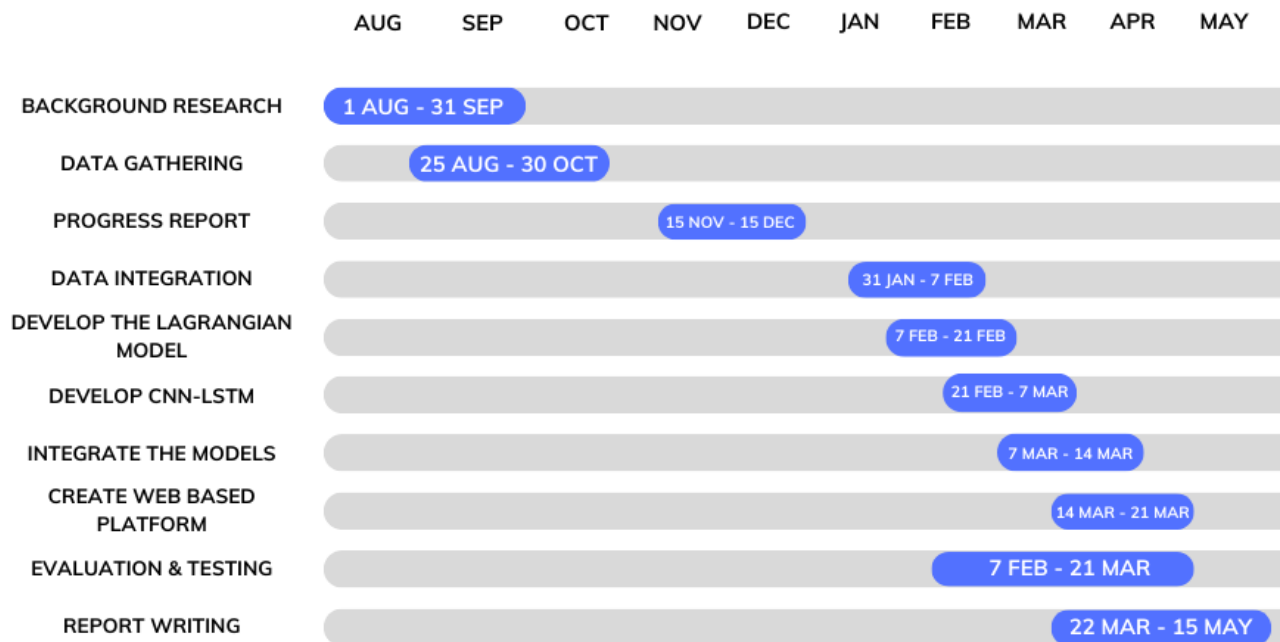 AUG SEP OCT NOV DEC JAN FEB MAR APR MAY
BACKGROUND RESEARCH 1 AUG - 31 SEP
DATA GATHERING 25 AUG - 30 OCT
PROGRESS REPORT 15 NOV - 15 DEC
DATA INTEGRATION 31 JAN - 7 FEB
DEVELOP THE LAGRANGIAN
MODEL 7 FEB - 21 FEB
DEVELOP CNN-LSTM 21 FEB - 7 MAR
INTEGRATE THE MODELS 7 MAR - 14 MAR
CREATE WEB BASED
PLATFORM 14 MAR - 21 MAR
EVALUATION & TESTING 7 FEB - 21 MAR
REPORT WRITING 22 MAR - 15 MAY